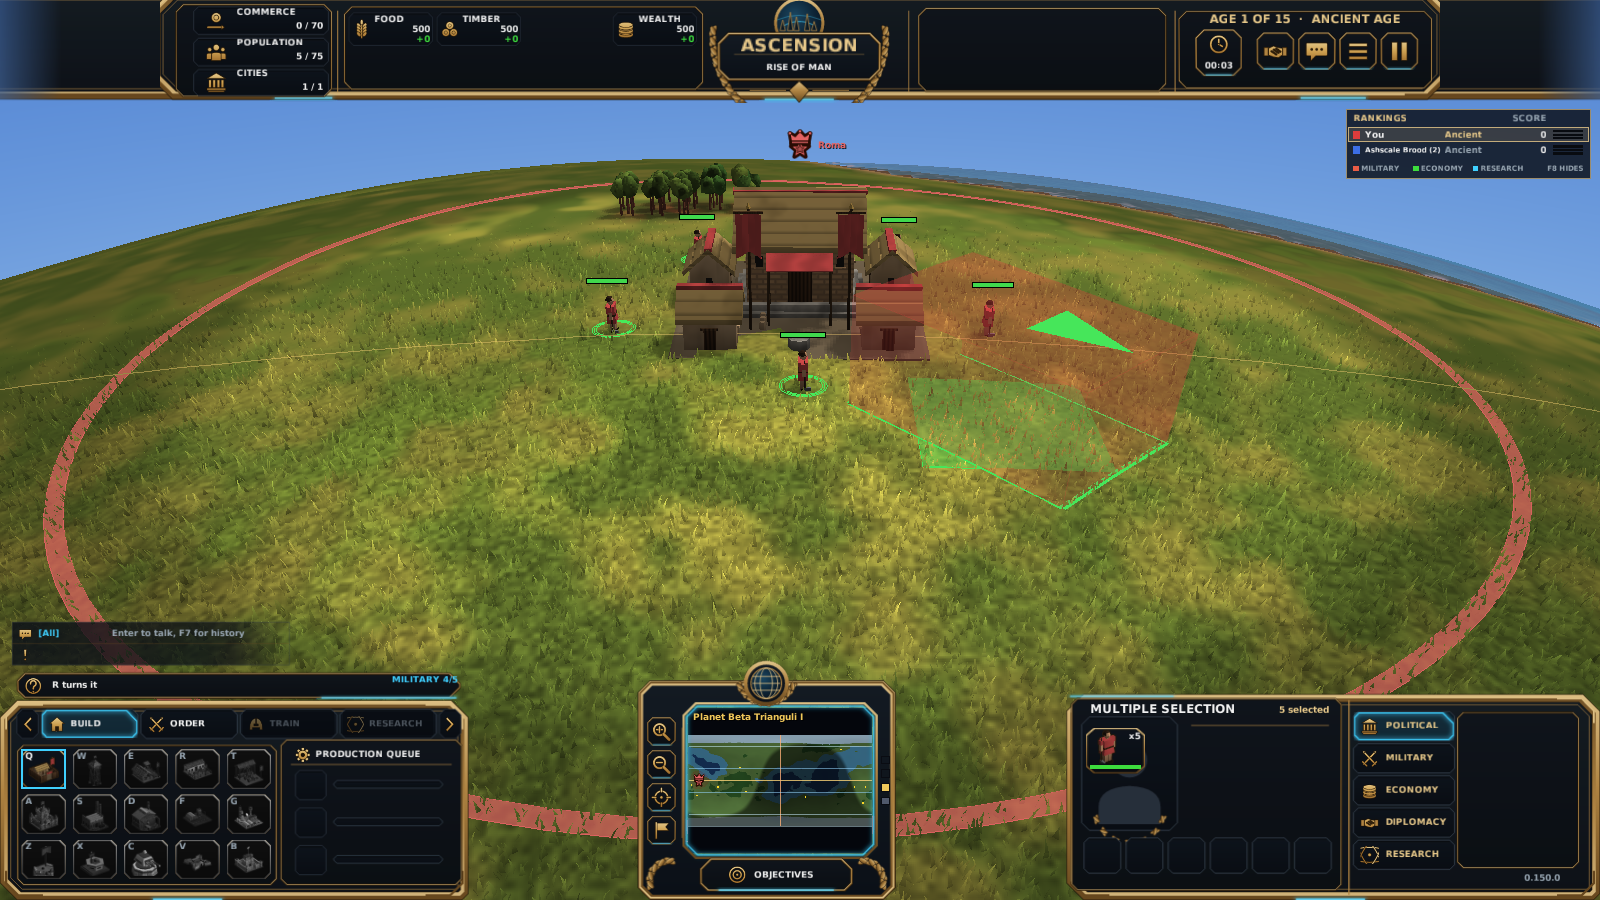 COMMERCE
0 / 70
POPULATION
5 / 75
CITIES
1 / 1
FOOD
500
+0
TIMBER
500
+0
WEALTH
500
+0
ASCENSION
RISE OF MAN
AGE 1 OF 15 · ANCIENT AGE
00:03
RANKINGS SCORE
You Ancient 0
Ashscale Brood (2) Ancient 0
MILITARY ECONOMY RESEARCH F8 HIDES
Roma
[All] Enter to talk, F7 for history
!
R turns it
MILITARY 4/5
BUILD ORDER TRAIN RESEARCH
Q W E R T
A S D F G
Z X C V B
PRODUCTION QUEUE
Planet Beta Trianguli I
OBJECTIVES
MULTIPLE SELECTION 5 selected
x5
POLITICAL
MILITARY
ECONOMY
DIPLOMACY
RESEARCH
0.150.0